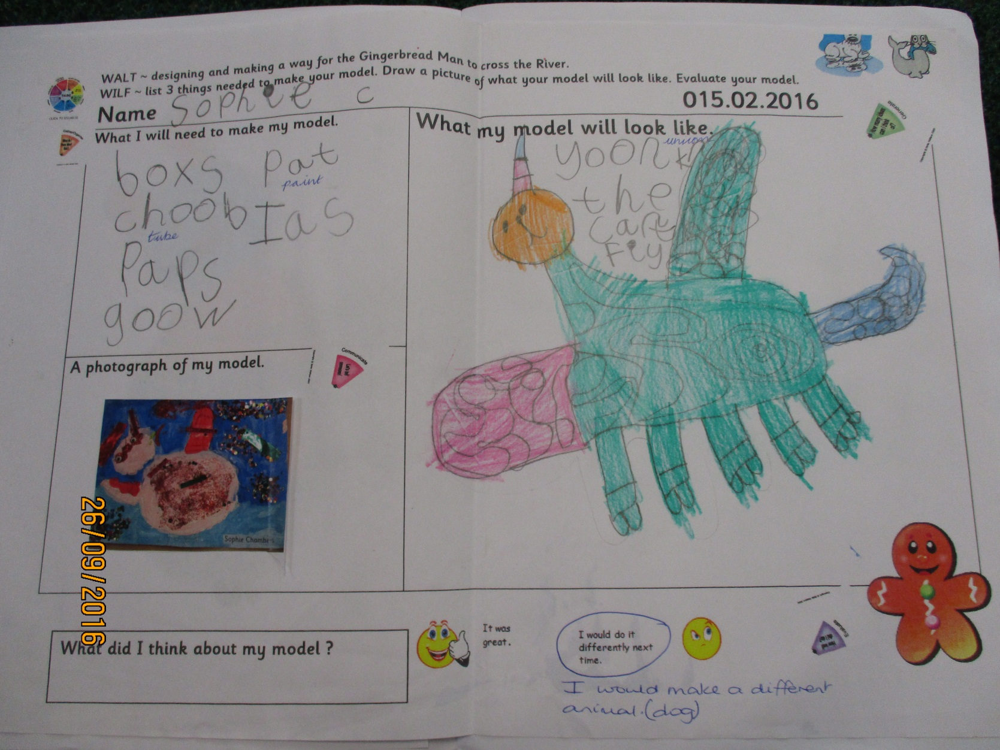 WALT ~ designing and making a way for the Gingerbread Man to cross the River.
WILF ~ list 3 things needed to make your model. Draw a picture of what your model will look like. Evaluate your model.
Name Sophie C
015.02.2016
What I will need to make my model.
boxs Pat
paint
choob Ias
tube
Paps
goow
What my model will look like.
yoon
unicorn
the
Fly
A photograph of my model.
Communicate
Generate
Sophie Chambers
26/09/2016
What did I think about my model ?
It was
great.
I would do it
differently next
time.
Evaluate
I would make a different
animal.(dog)